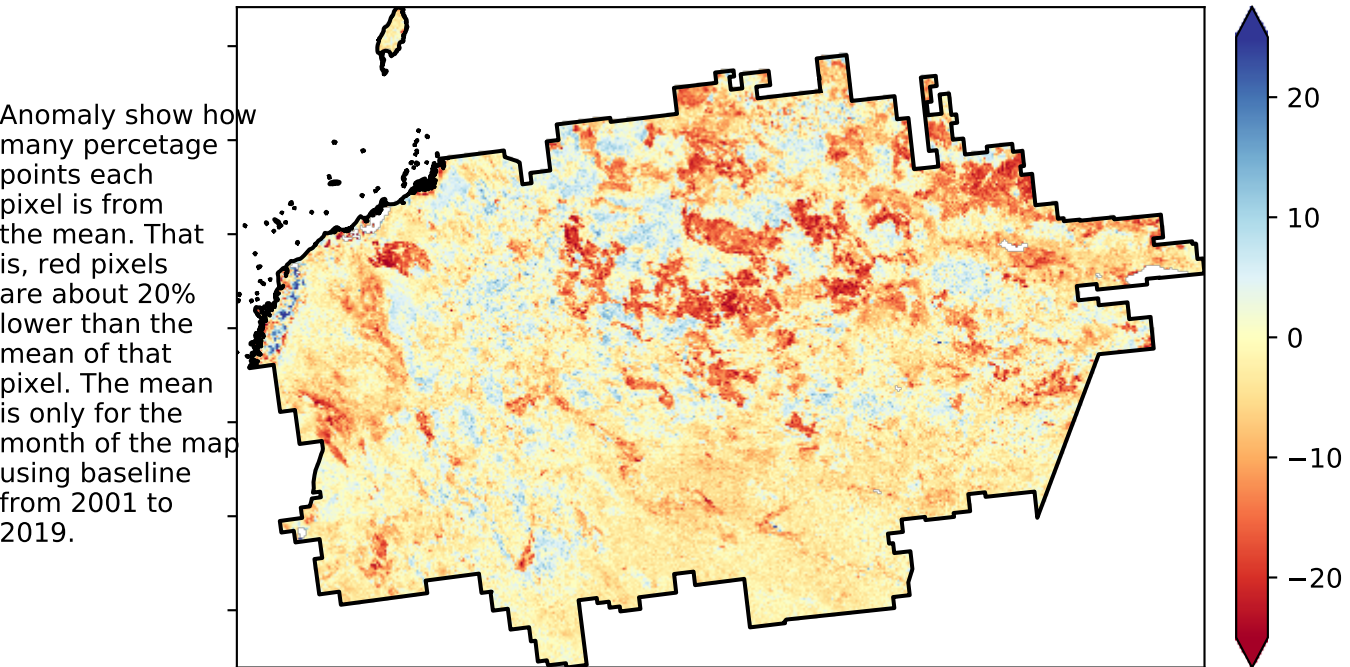 Anomaly show how
many percetage
points each
pixel is from
the mean. That
is, red pixels
are about 20%
lower than the
mean of that
pixel. The mean
is only for the
month of the map
using baseline
from 2001 to
2019.
20
10
0
−10
−20